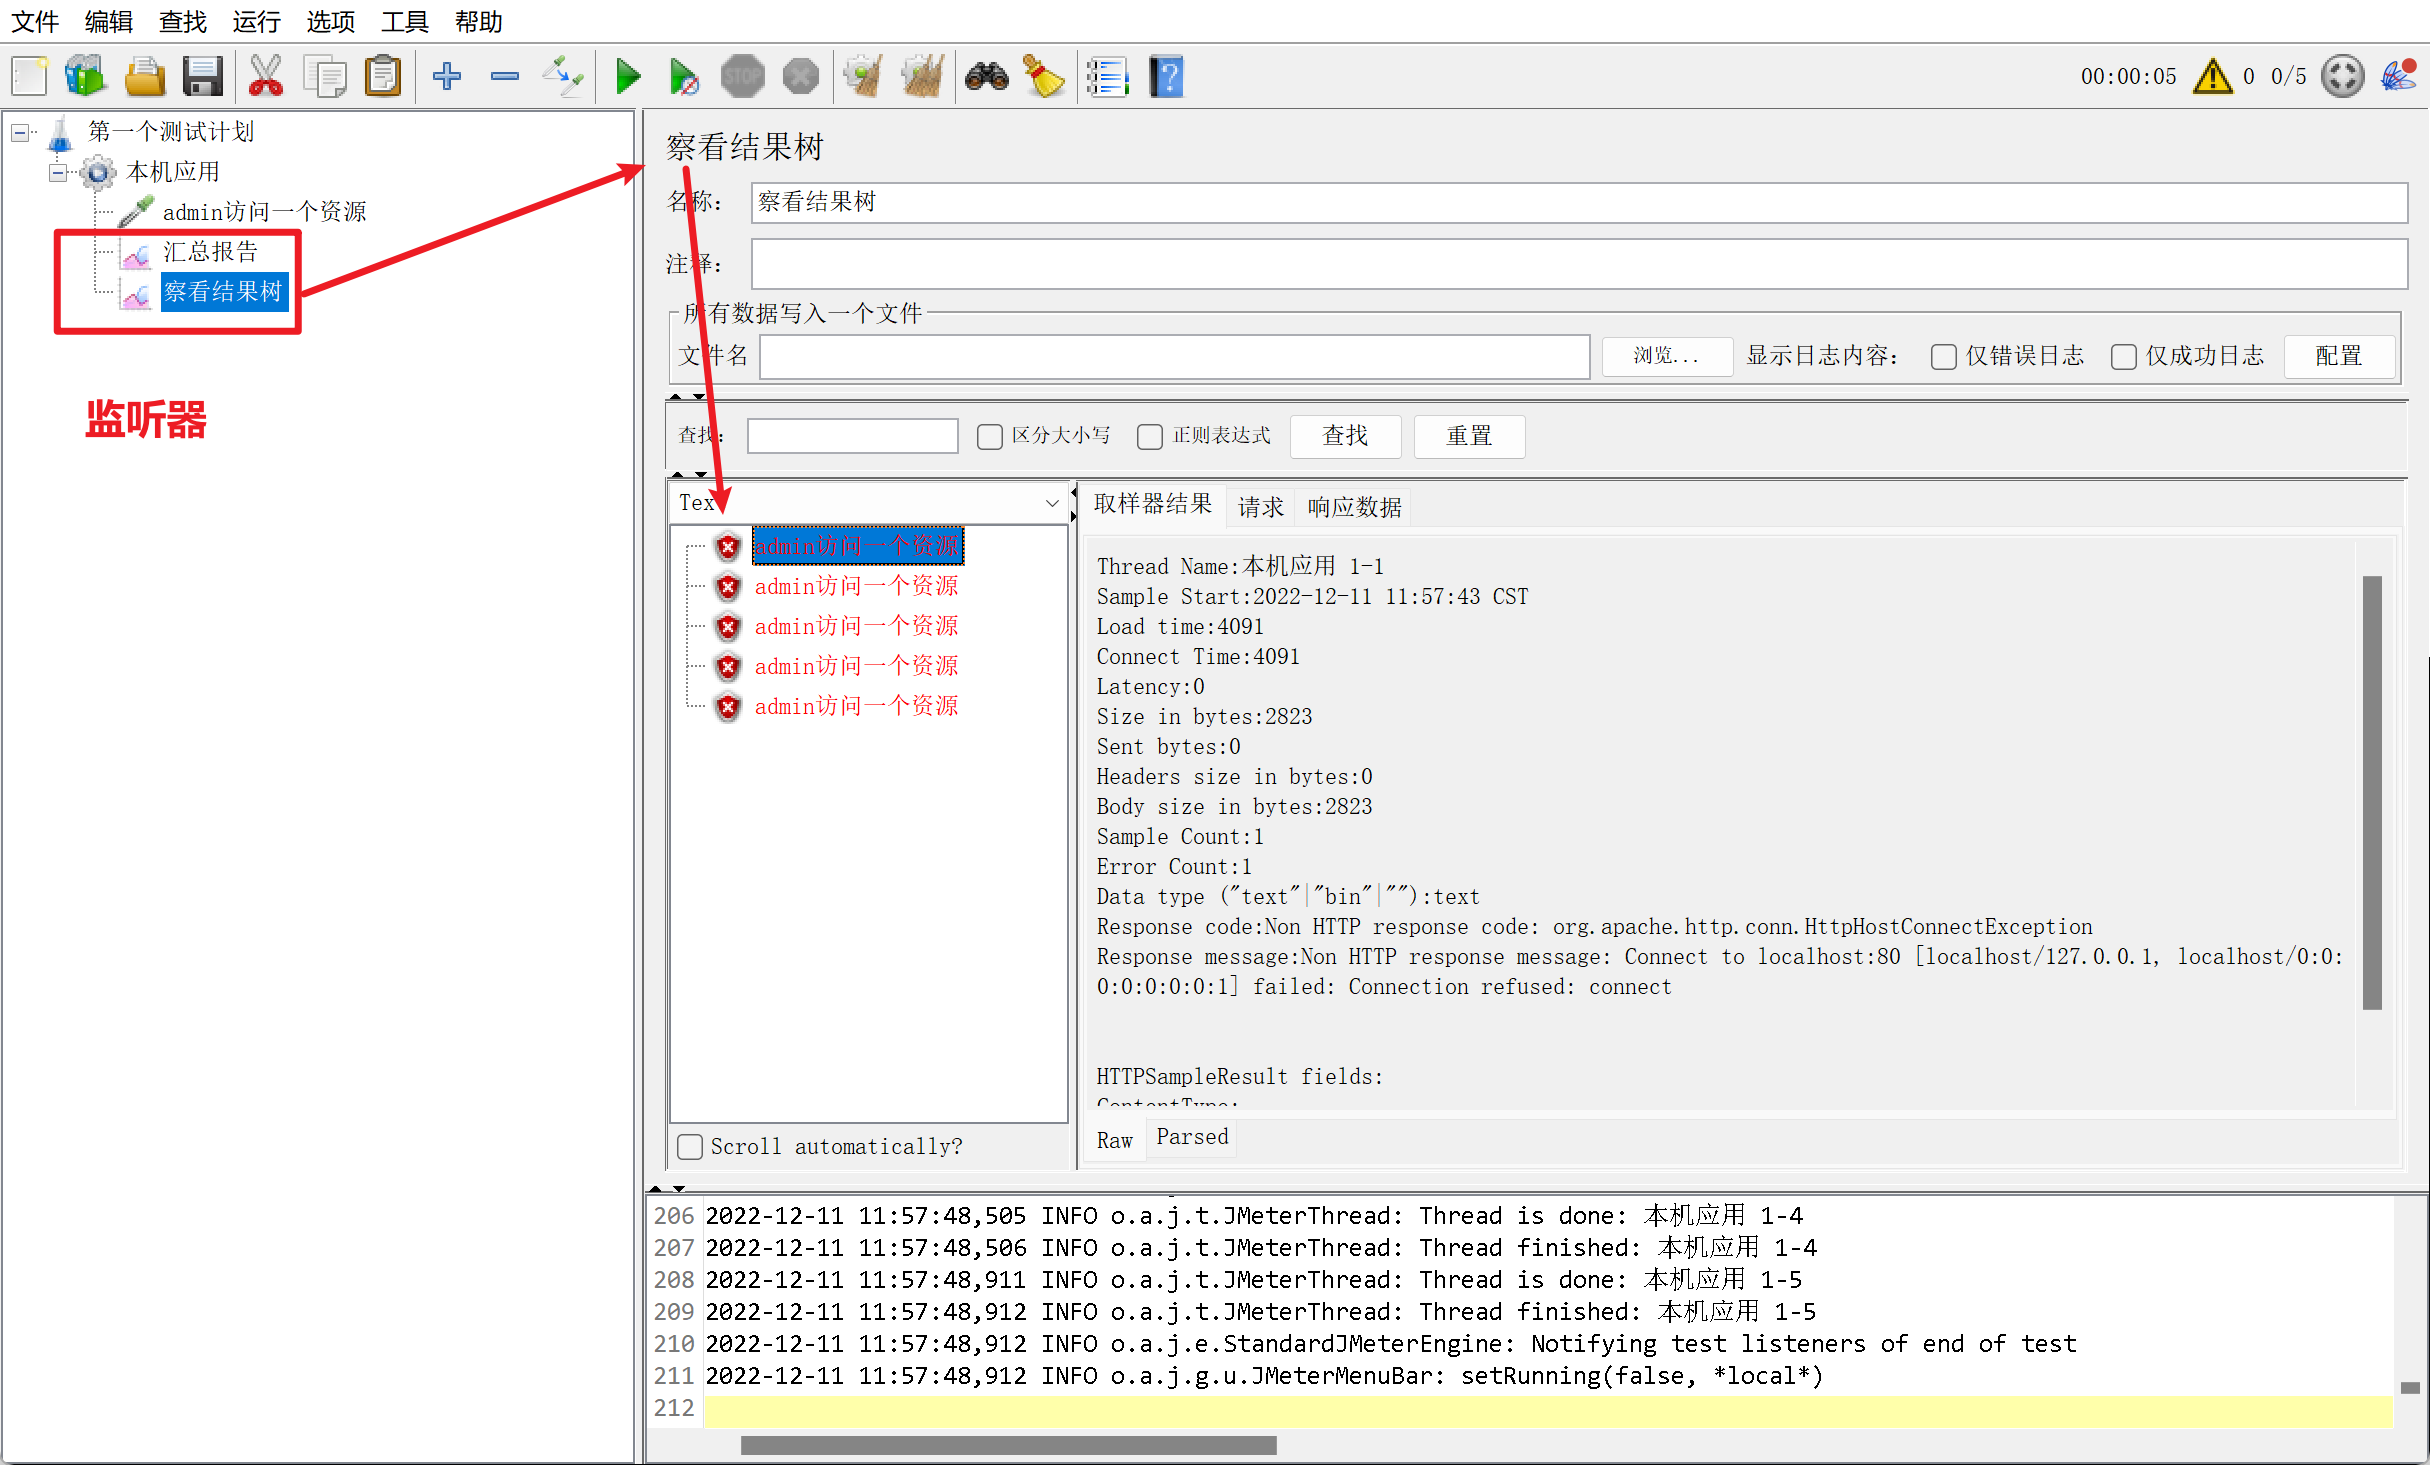 文件 编辑 查找 运行 选项 工具 帮助
STOP
00:00:05 0 0/5
第一个测试计划
本机应用
admin访问一个资源
汇总报告
察看结果树
监听器
察看结果树
名称： 察看结果树
注释：
所有数据写入一个文件
文件名 浏览... 显示日志内容： 仅错误日志 仅成功日志 配置
查找： 区分大小写 正则表达式 查找 重置
Tex
admin访问一个资源
admin访问一个资源
admin访问一个资源
admin访问一个资源
admin访问一个资源
Scroll automatically?
取样器结果 请求 响应数据
Thread Name:本机应用 1-1
Sample Start:2022-12-11 11:57:43 CST
Load time:4091
Connect Time:4091
Latency:0
Size in bytes:2823
Sent bytes:0
Headers size in bytes:0
Body size in bytes:2823
Sample Count:1
Error Count:1
Data type ("text"|"bin"|""):text
Response code:Non HTTP response code: org.apache.http.conn.HttpHostConnectException
Response message:Non HTTP response message: Connect to localhost:80 [localhost/127.0.0.1, localhost/0:0:
0:0:0:0:0:1] failed: Connection refused: connect
HTTPSampleResult fields:
ContentType:
Raw Parsed
206 2022-12-11 11:57:48,505 INFO o.a.j.t.JMeterThread: Thread is done: 本机应用 1-4
207 2022-12-11 11:57:48,506 INFO o.a.j.t.JMeterThread: Thread finished: 本机应用 1-4
208 2022-12-11 11:57:48,911 INFO o.a.j.t.JMeterThread: Thread is done: 本机应用 1-5
209 2022-12-11 11:57:48,912 INFO o.a.j.t.JMeterThread: Thread finished: 本机应用 1-5
210 2022-12-11 11:57:48,912 INFO o.a.j.e.StandardJMeterEngine: Notifying test listeners of end of test
211 2022-12-11 11:57:48,912 INFO o.a.j.g.u.JMeterMenuBar: setRunning(false, *local*)
212